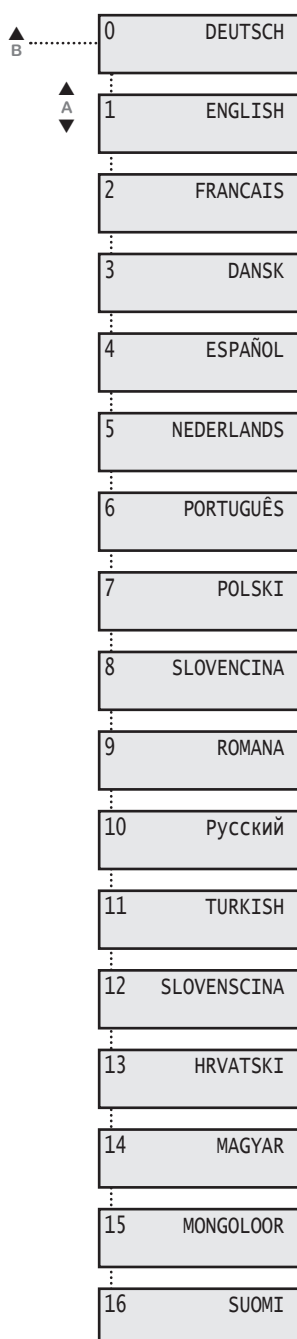 0 DEUTSCH
B
A
1 ENGLISH
2 FRANCAIS
3 DANSK
4 ESPAÑOL
5 NEDERLANDS
6 PORTUGUÊS
7 POLSKI
8 SLOVENCINA
9 ROMANA
10 Русский
11 TURKISH
12 SLOVENSCINA
13 HRVATSKI
14 MAGYAR
15 MONGOLOOR
16 SUOMI